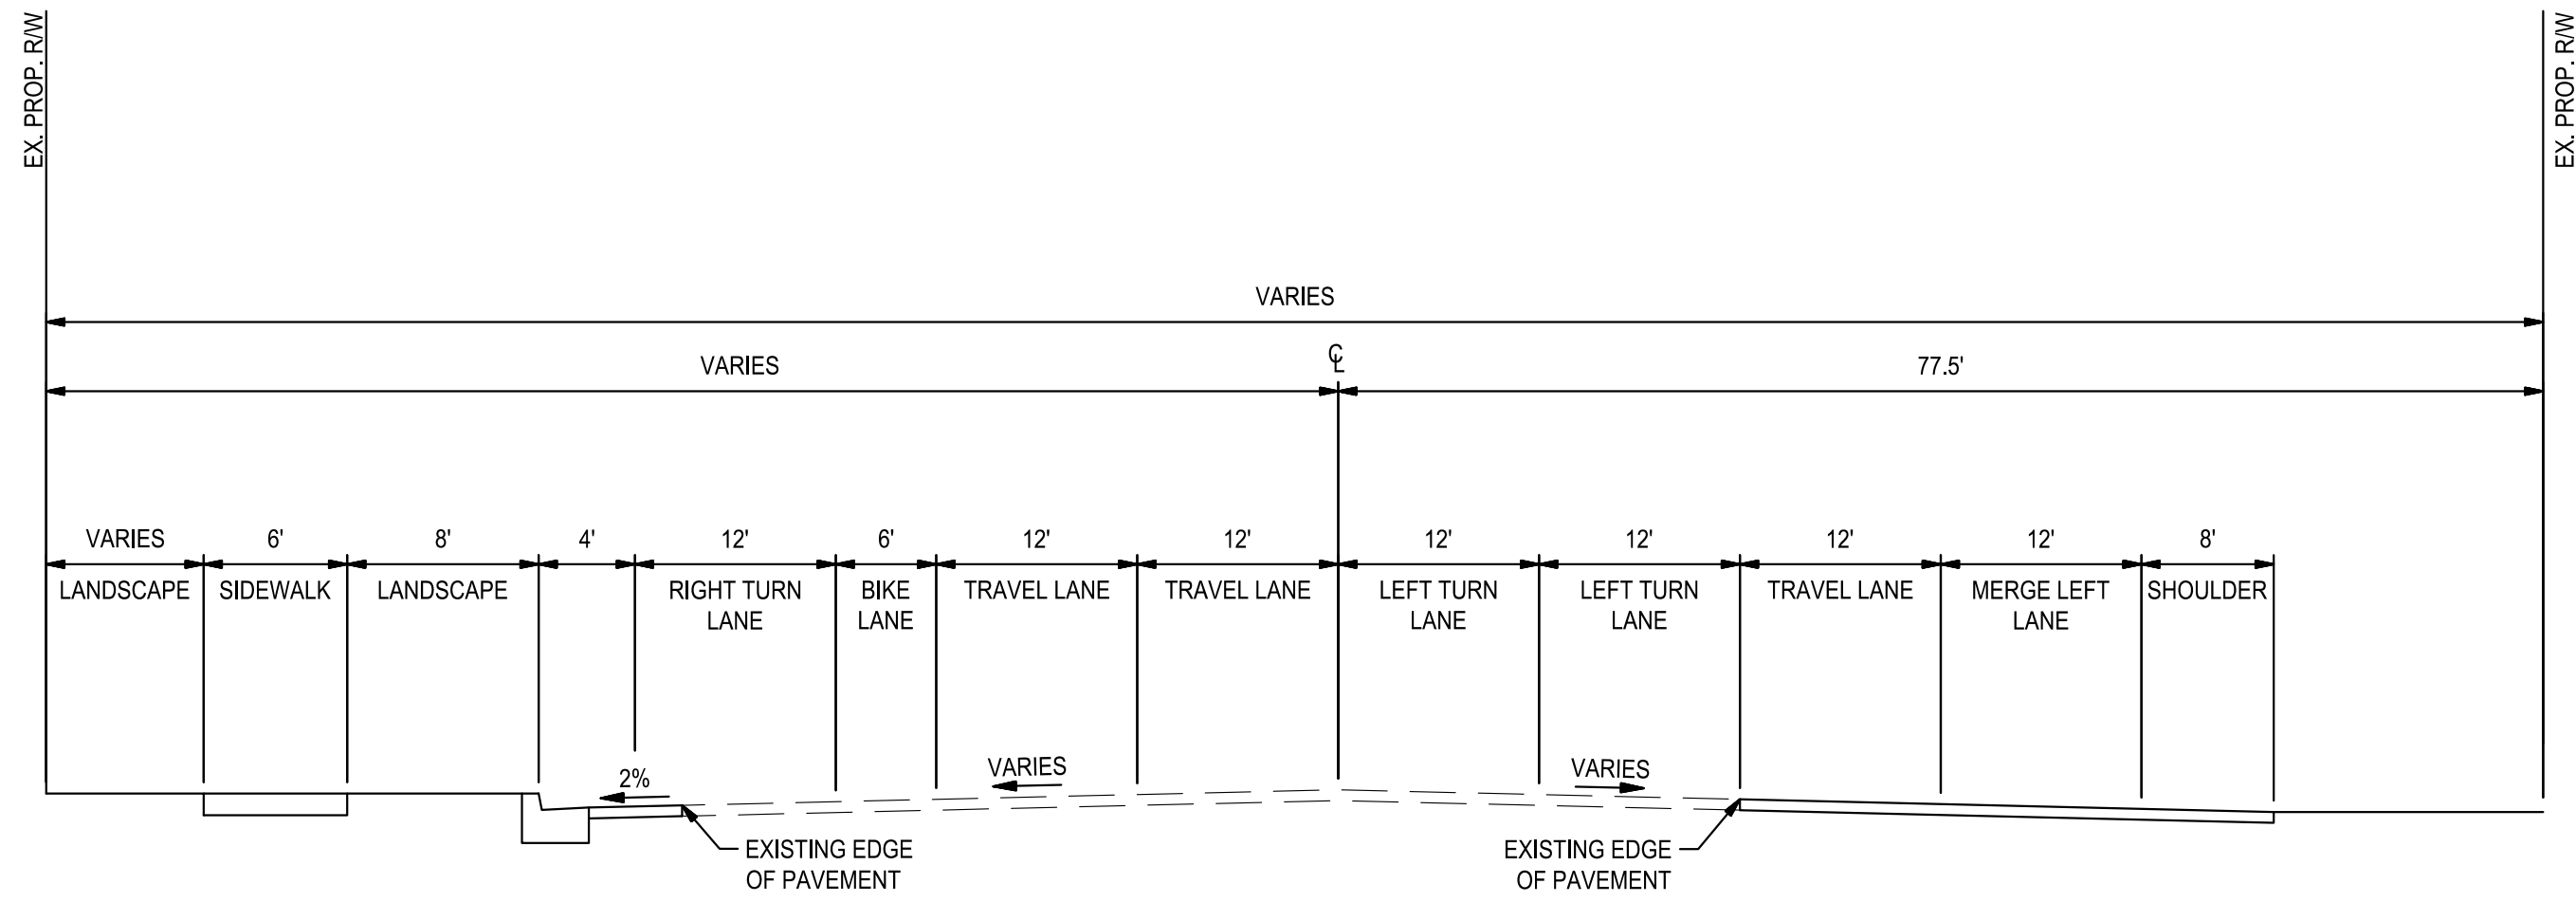 EX. PROP. R/W
EX. PROP. R/W
VARIES
VARIES
℄
77.5'
VARIES
6'
8'
4'
12'
6'
12'
12'
12'
12'
12'
12'
8'
LANDSCAPE
SIDEWALK
LANDSCAPE
RIGHT TURN
LANE
BIKE
LANE
TRAVEL LANE
TRAVEL LANE
LEFT TURN
LANE
LEFT TURN
LANE
TRAVEL LANE
MERGE LEFT
LANE
SHOULDER
2%
VARIES
VARIES
EXISTING EDGE
OF PAVEMENT
EXISTING EDGE
OF PAVEMENT